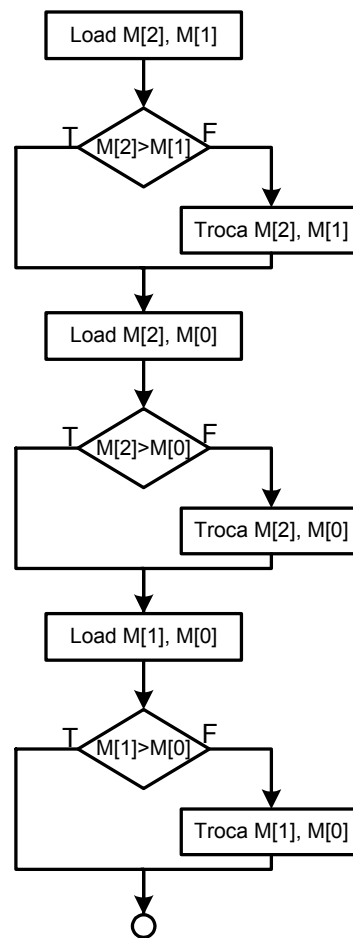 Load M[2], M[1]
T
M[2]>M[1]
F
Troca M[2], M[1]
Load M[2], M[0]
T
M[2]>M[0]
F
Troca M[2], M[0]
Load M[1], M[0]
T
M[1]>M[0]
F
Troca M[1], M[0]